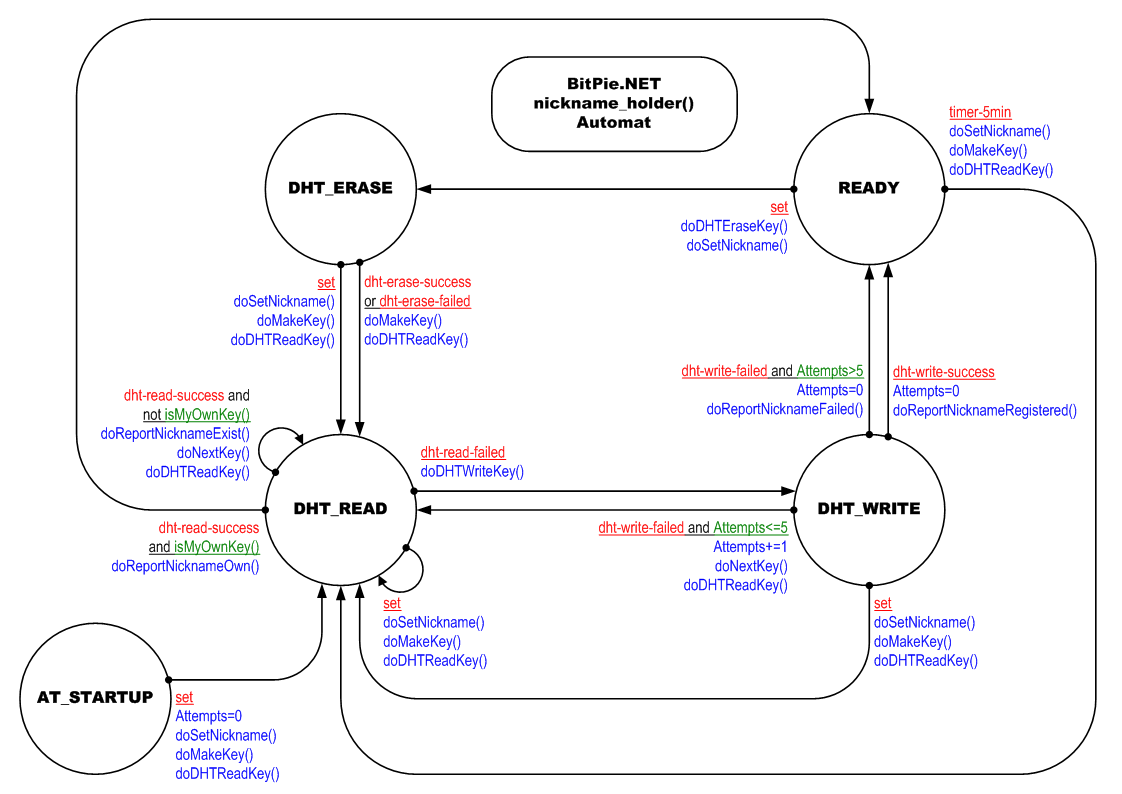 BitPie.NET
nickname_holder()
Automat
timer-5min
doSetNickname()
doMakeKey()
doDHTReadKey()
DHT_ERASE
READY
set
doDHTEraseKey()
doSetNickname()
set
doSetNickname()
doMakeKey()
doDHTReadKey()
dht-erase-success
or dht-erase-failed
doMakeKey()
doDHTReadKey()
dht-write-failed and Attempts>5
Attempts=0
doReportNicknameFailed()
dht-write-success
Attempts=0
doReportNicknameRegistered()
dht-read-success and
not isMyOwnKey()
doReportNicknameExist()
doNextKey()
doDHTReadKey()
dht-read-failed
doDHTWriteKey()
DHT_READ
DHT_WRITE
dht-read-success
and isMyOwnKey()
doReportNicknameOwn()
dht-write-failed and Attempts<=5
Attempts+=1
doNextKey()
doDHTReadKey()
set
doSetNickname()
doMakeKey()
doDHTReadKey()
set
doSetNickname()
doMakeKey()
doDHTReadKey()
AT_STARTUP
set
Attempts=0
doSetNickname()
doMakeKey()
doDHTReadKey()